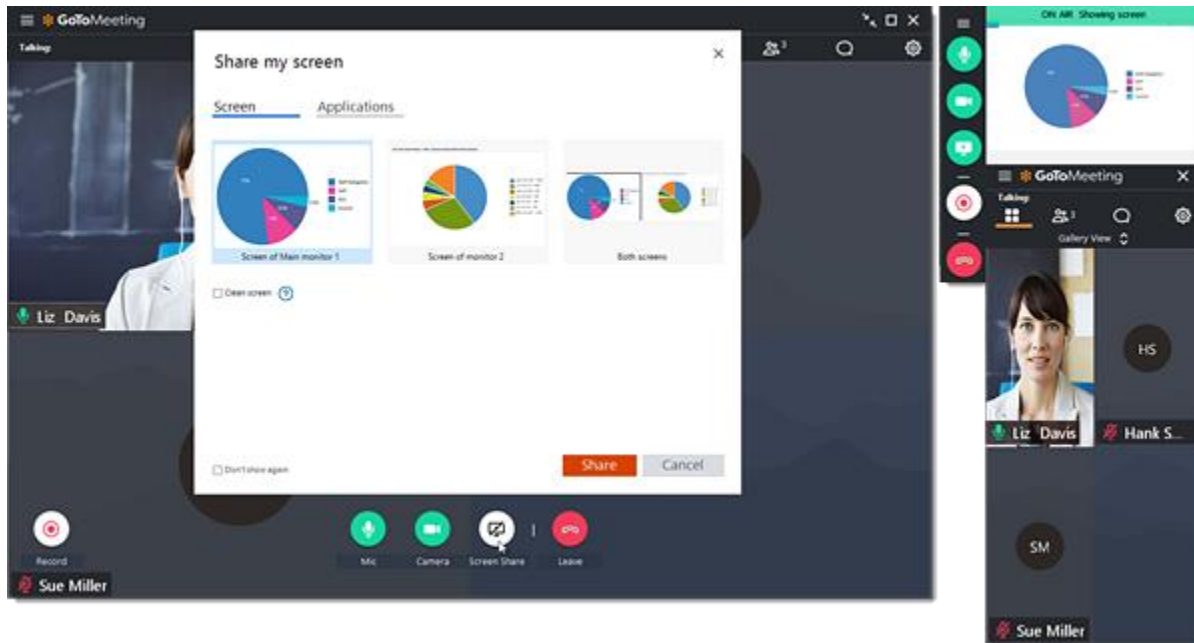 GoToMeeting
Talking:
3
Share my screen
Screen
Applications
Screen of Main monitor 1
Screen of monitor 2
Both screens
Clean screen
?
Don't show again
Share
Cancel
Liz Davis
Record
Mic
Camera
Screen Share
Leave
Sue Miller
ON AIR Showing screen
GoToMeeting
Talking:
3
Gallery View
HS
Liz Davis
Hank S...
SM
Sue Miller